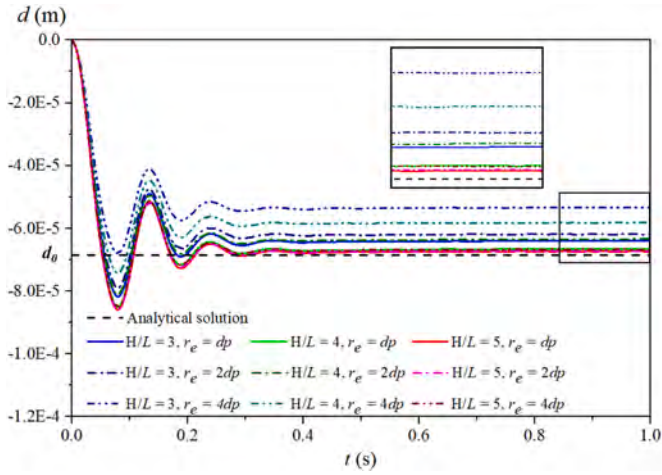 d (m)
0.0
-2.0E-5
-4.0E-5
-6.0E-5
d₀
-8.0E-5
-1.0E-4
-1.2E-4
Analytical solution
H/L = 3, rₑ = dp H/L = 4, rₑ = dp H/L = 5, rₑ = dp
H/L = 3, rₑ = 2dp H/L = 4, rₑ = 2dp H/L = 5, rₑ = 2dp
H/L = 3, rₑ = 4dp H/L = 4, rₑ = 4dp H/L = 5, rₑ = 4dp
0.0 0.2 0.4 0.6 0.8 1.0
t (s)